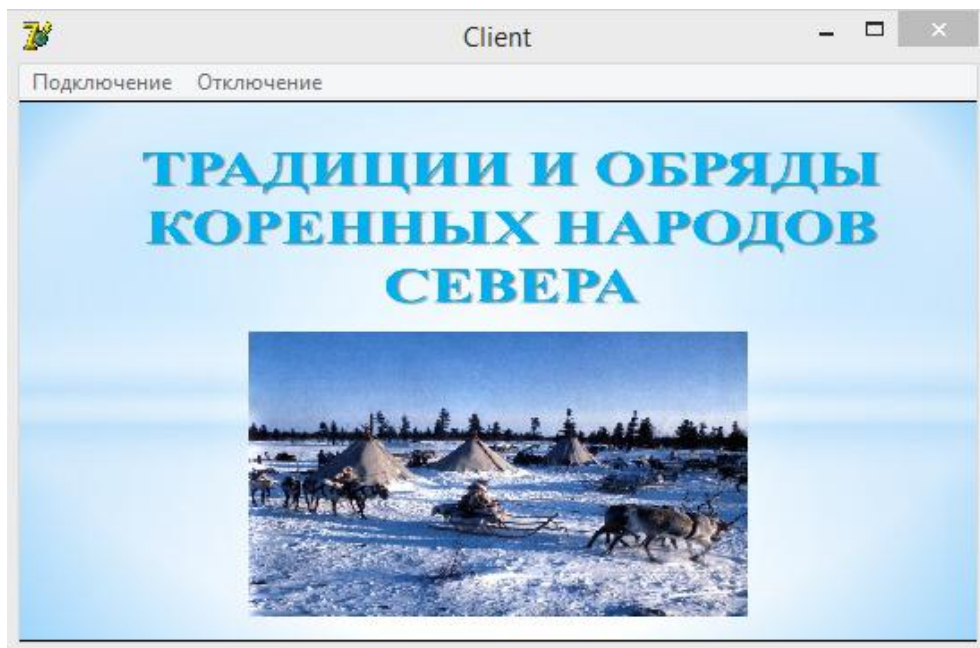 Client
Подключение Отключение
ТРАДИЦИИ И ОБРЯДЫ
КОРЕННЫХ НАРОДОВ
СЕВЕРА